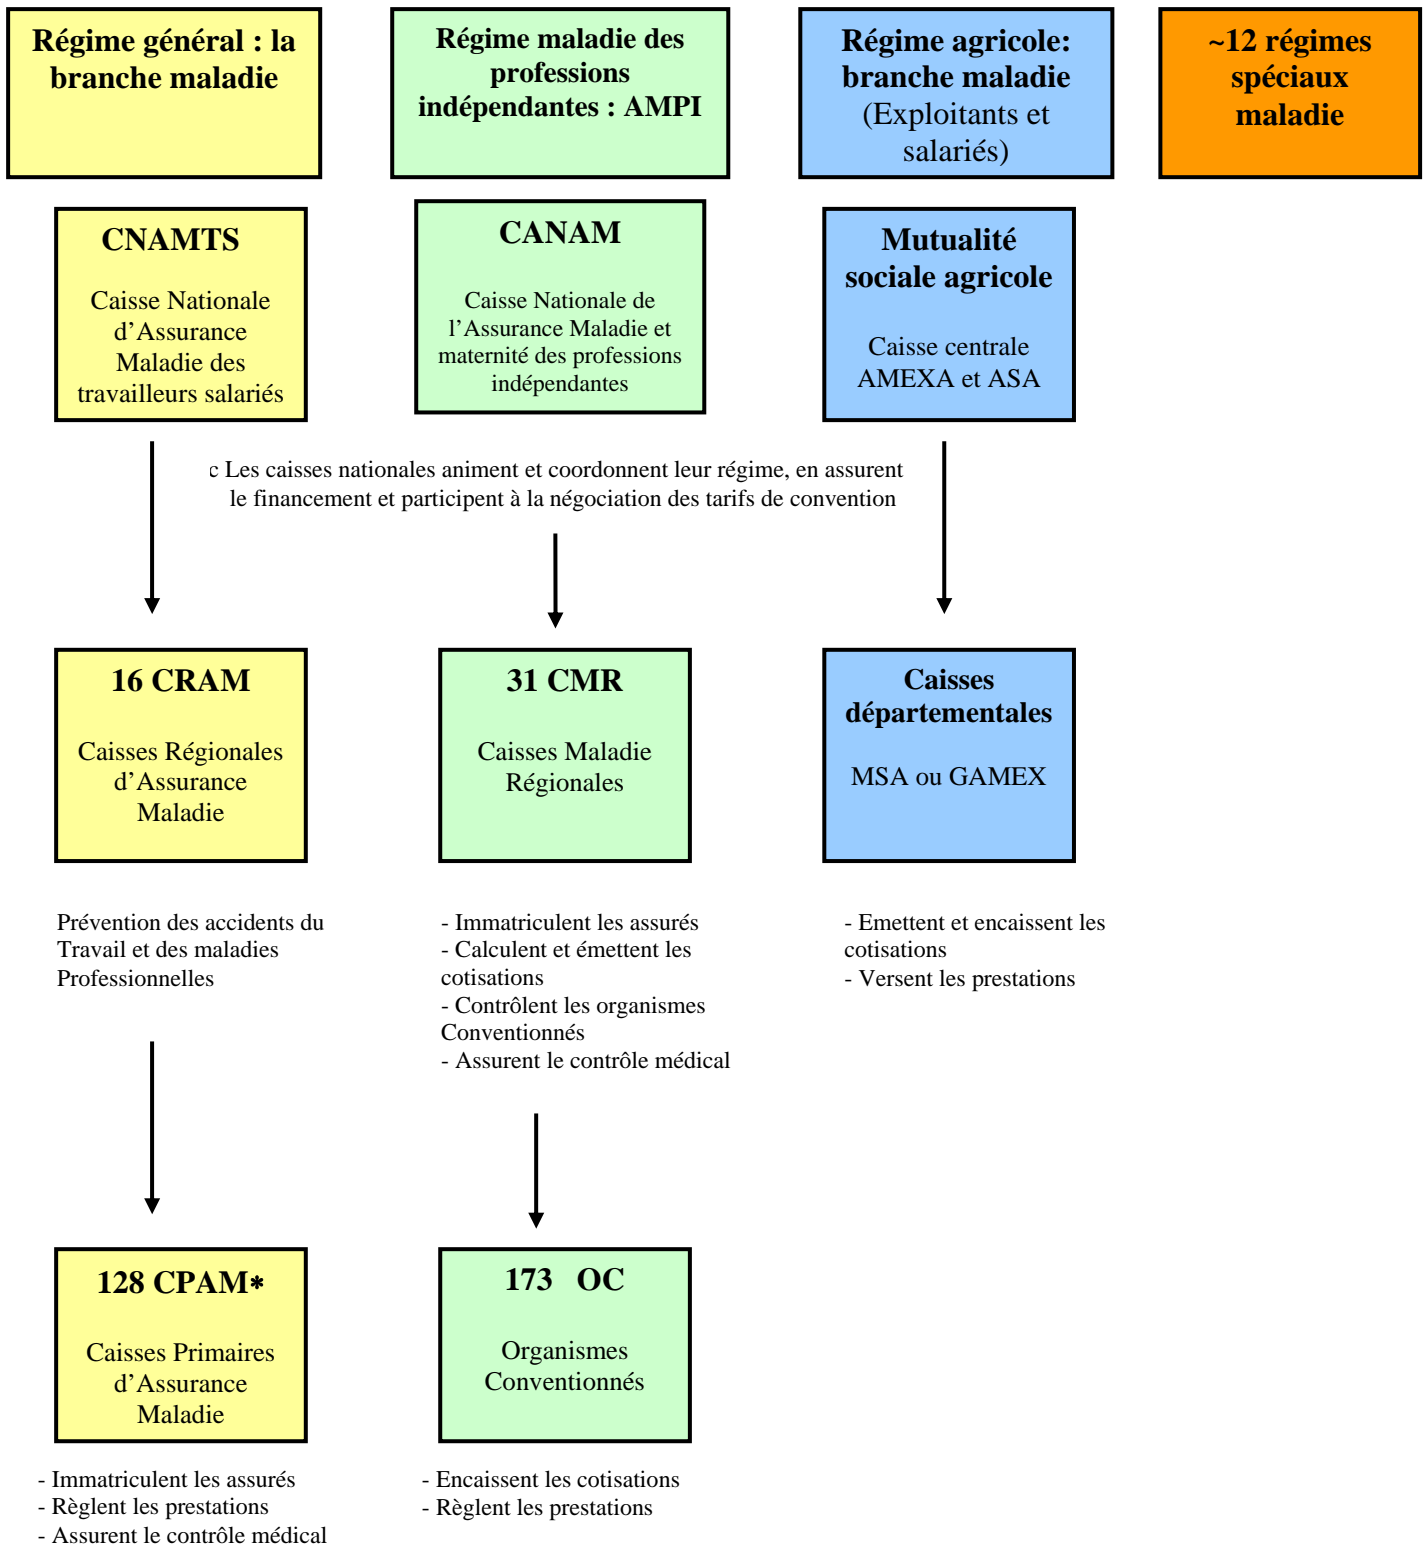 Régime général : la
branche maladie
Régime maladie des
professions
indépendantes : AMPI
Régime agricole:
branche maladie
(Exploitants et
salariés)
~12 régimes
spéciaux
maladie
CNAMTS
Caisse Nationale
d’Assurance
Maladie des
travailleurs salariés
CANAM
Caisse Nationale de
l’Assurance Maladie et
maternité des professions
indépendantes
Mutualité
sociale agricole
Caisse centrale
AMEXA et ASA
c Les caisses nationales animent et coordonnent leur régime, en assurent
le financement et participent à la négociation des tarifs de convention
16 CRAM
Caisses Régionales
d’Assurance
Maladie
31 CMR
Caisses Maladie
Régionales
Caisses
départementales
MSA ou GAMEX
Prévention des accidents du
Travail et des maladies
Professionnelles
- Immatriculent les assurés
- Calculent et émettent les
cotisations
- Contrôlent les organismes
Conventionnés
- Assurent le contrôle médical
- Emettent et encaissent les
cotisations
- Versent les prestations
128 CPAM*
Caisses Primaires
d’Assurance
Maladie
173 OC
Organismes
Conventionnés
- Immatriculent les assurés
- Règlent les prestations
- Assurent le contrôle médical
- Encaissent les cotisations
- Règlent les prestations